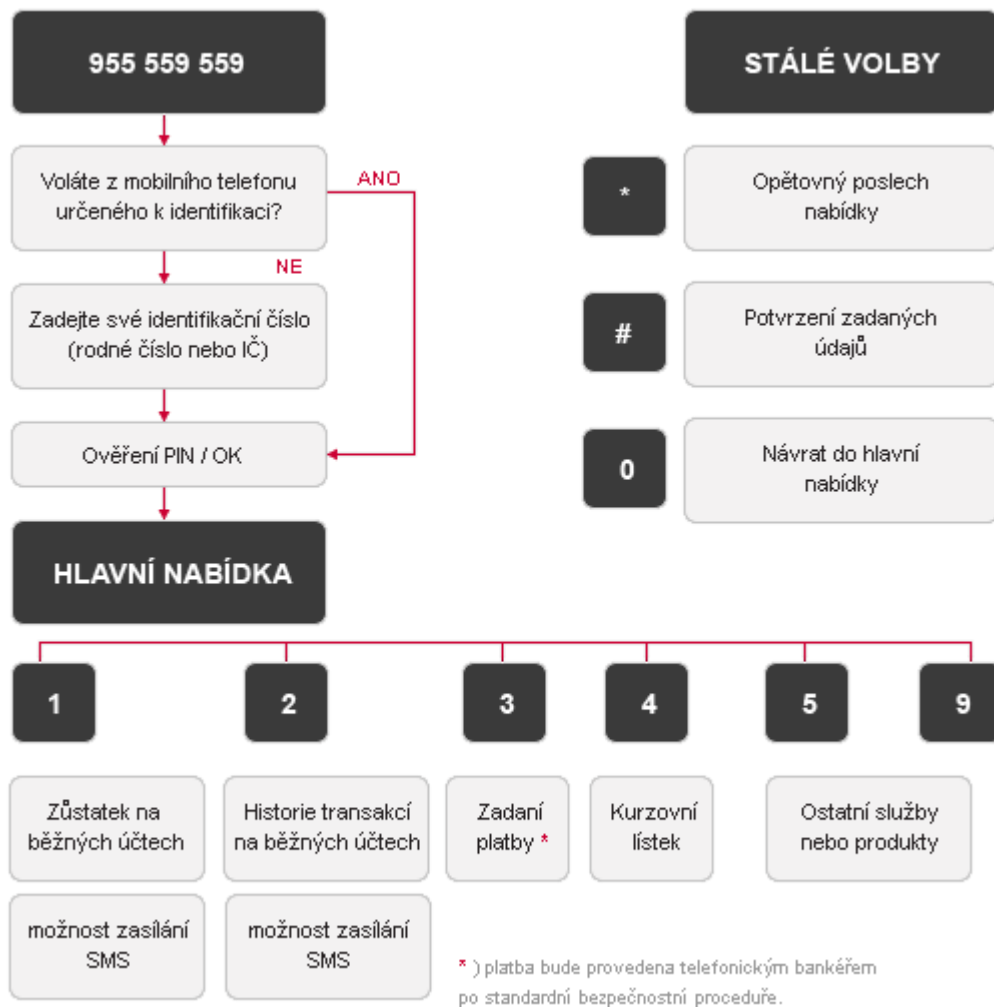 955 559 559
Voláte z mobilního telefonu
určeného k identifikaci?
ANO
NE
Zadejte své identifikační číslo
(rodné číslo nebo IČ)
Ověření PIN / OK
HLAVNÍ NABÍDKA
STÁLÉ VOLBY
*
Opětovný poslech
nabídky
#
Potvrzení zadaných
údajů
0
Návrat do hlavní
nabídky
1
2
3
4
5
9
Zůstatek na
běžných účtech
Historie transakcí
na běžných účtech
Zadaní
platby *
Kurzovní
lístek
Ostatní služby
nebo produkty
možnost zasílání
SMS
možnost zasílání
SMS
* ) platba bude provedena telefonickým bankéřem
po standardní bezpečnostní proceduře.